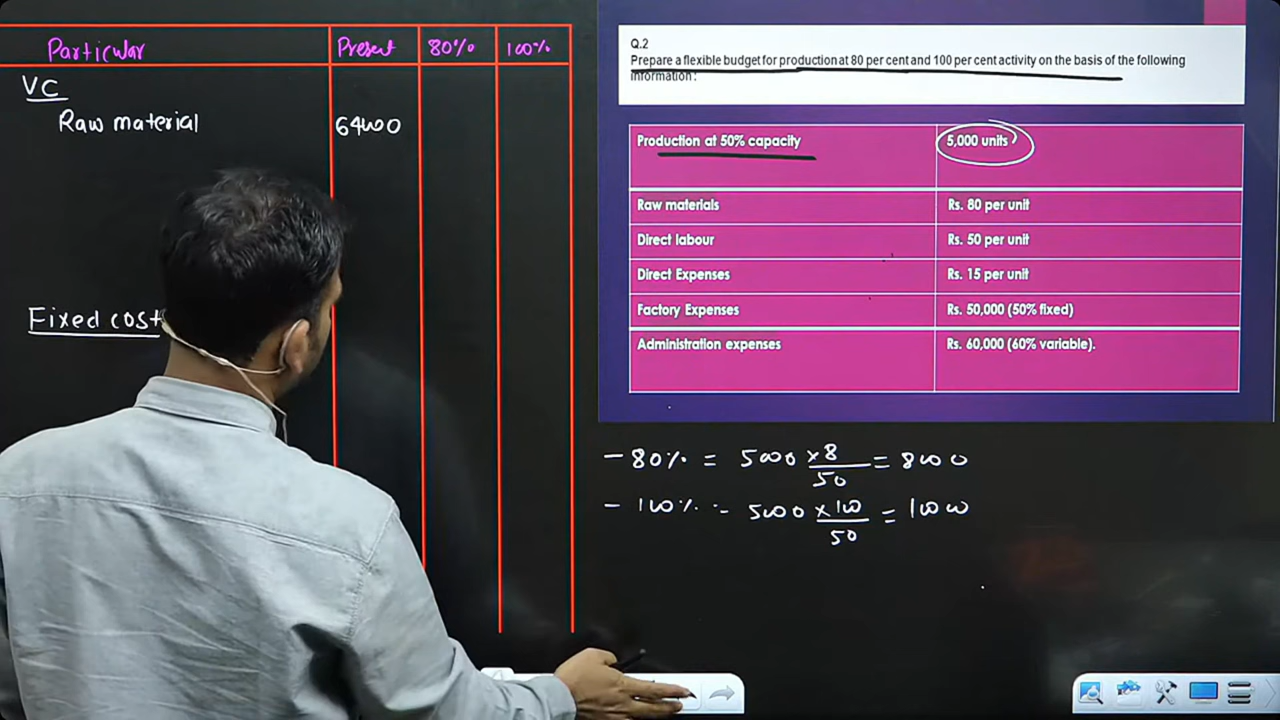 Particular Present 80% 100%
VC
Raw material 64000
Fixed cost
Q.2
Prepare a flexible budget for production at 80 per cent and 100 per cent activity on the basis of the following
information :
Production at 50% capacity 5,000 units
Raw materials Rs. 80 per unit
Direct labour Rs. 50 per unit
Direct Expenses Rs. 15 per unit
Factory Expenses Rs. 50,000 (50% fixed)
Administration expenses Rs. 60,000 (60% variable).
- 80% = 5000 × 8 / 50 = 8000
- 100% - 5000 × 100 / 50 = 10000